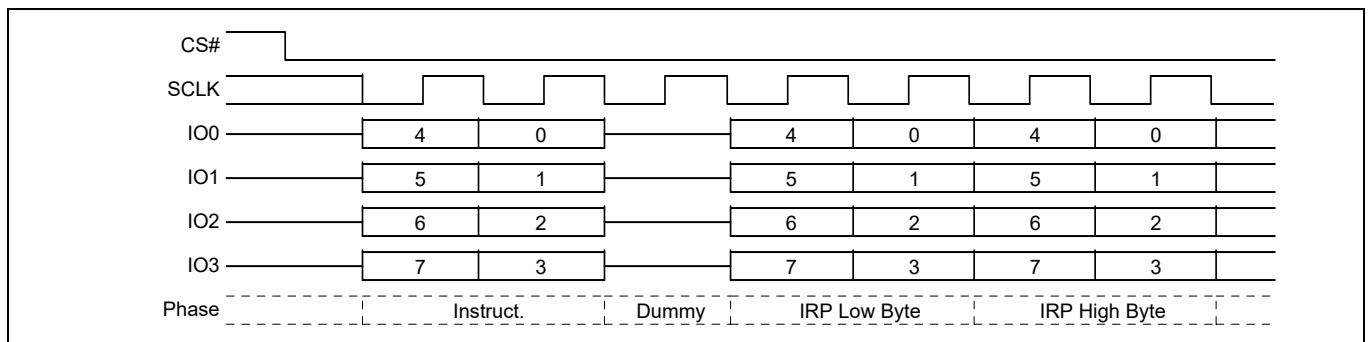 CS#
SCLK
IO0 4 0 4 0 4 0
IO1 5 1 5 1 5 1
IO2 6 2 6 2 6 2
IO3 7 3 7 3 7 3
Phase Instruct. Dummy IRP Low Byte IRP High Byte